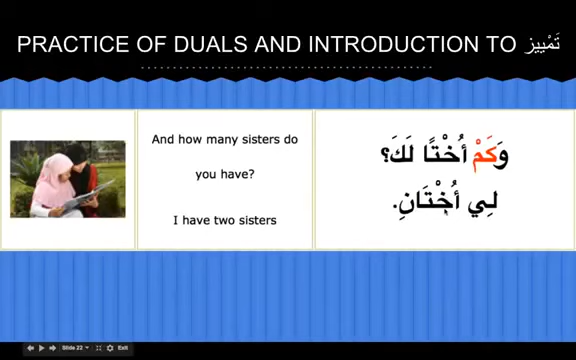 PRACTICE OF DUALS AND INTRODUCTION TO تَمْيِيز
And how many sisters do
you have?
I have two sisters
وَكَمْ أُخْتًا لَكَ؟
لِي أُخْتَانِ.
Slide 22
Exit